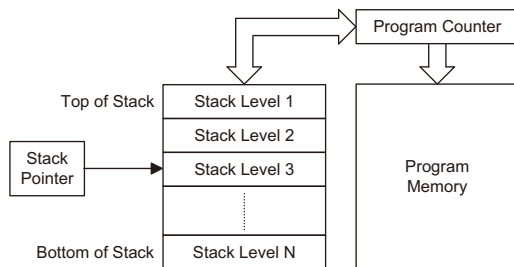 Program Counter
Top of Stack
Stack Level 1
Stack Level 2
Stack
Pointer
Stack Level 3
Program
Memory
Bottom of Stack
Stack Level N